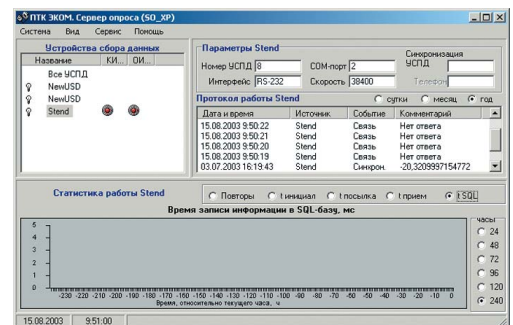 ПТК ЭКОМ. Сервер опроса (SO_XP)
Система Вид Сервис Помощь
Устройства сбора данных
Название КИ... ОИ...
Все УСПД
NewUSD
NewUSD
Stend
Параметры Stend
Номер УСПД 8 COM-порт 2
Интерфейс RS-232 Скорость 38400
Синхронизация
УСПД
Телефон
Протокол работы Stend сутки месяц год
Дата и время Источник Событие Комментарий
15.08.2003 9:50:22 Stend Связь Нет ответа
15.08.2003 9:50:21 Stend Связь Нет ответа
15.08.2003 9:50:20 Stend Связь Нет ответа
15.08.2003 9:50:19 Stend Связь Нет ответа
03.07.2003 16:19:43 Stend Синхрон. -20,3209997154772
Статистика работы Stend Повторы t инициал t посылка t прием t SQL
Время записи информации в SQL-базу, мс
часы
24
48
72
96
120
240
5
4
3
2
1
0
-230 -220 -210 -200 -190 -180 -170 -160 -150 -140 -130 -120 -110 -100 -90 -80 -70 -60 -50 -40 -30 -20 -10 0
Время, относительно текущего часа, ч
15.08.2003 9:51:00